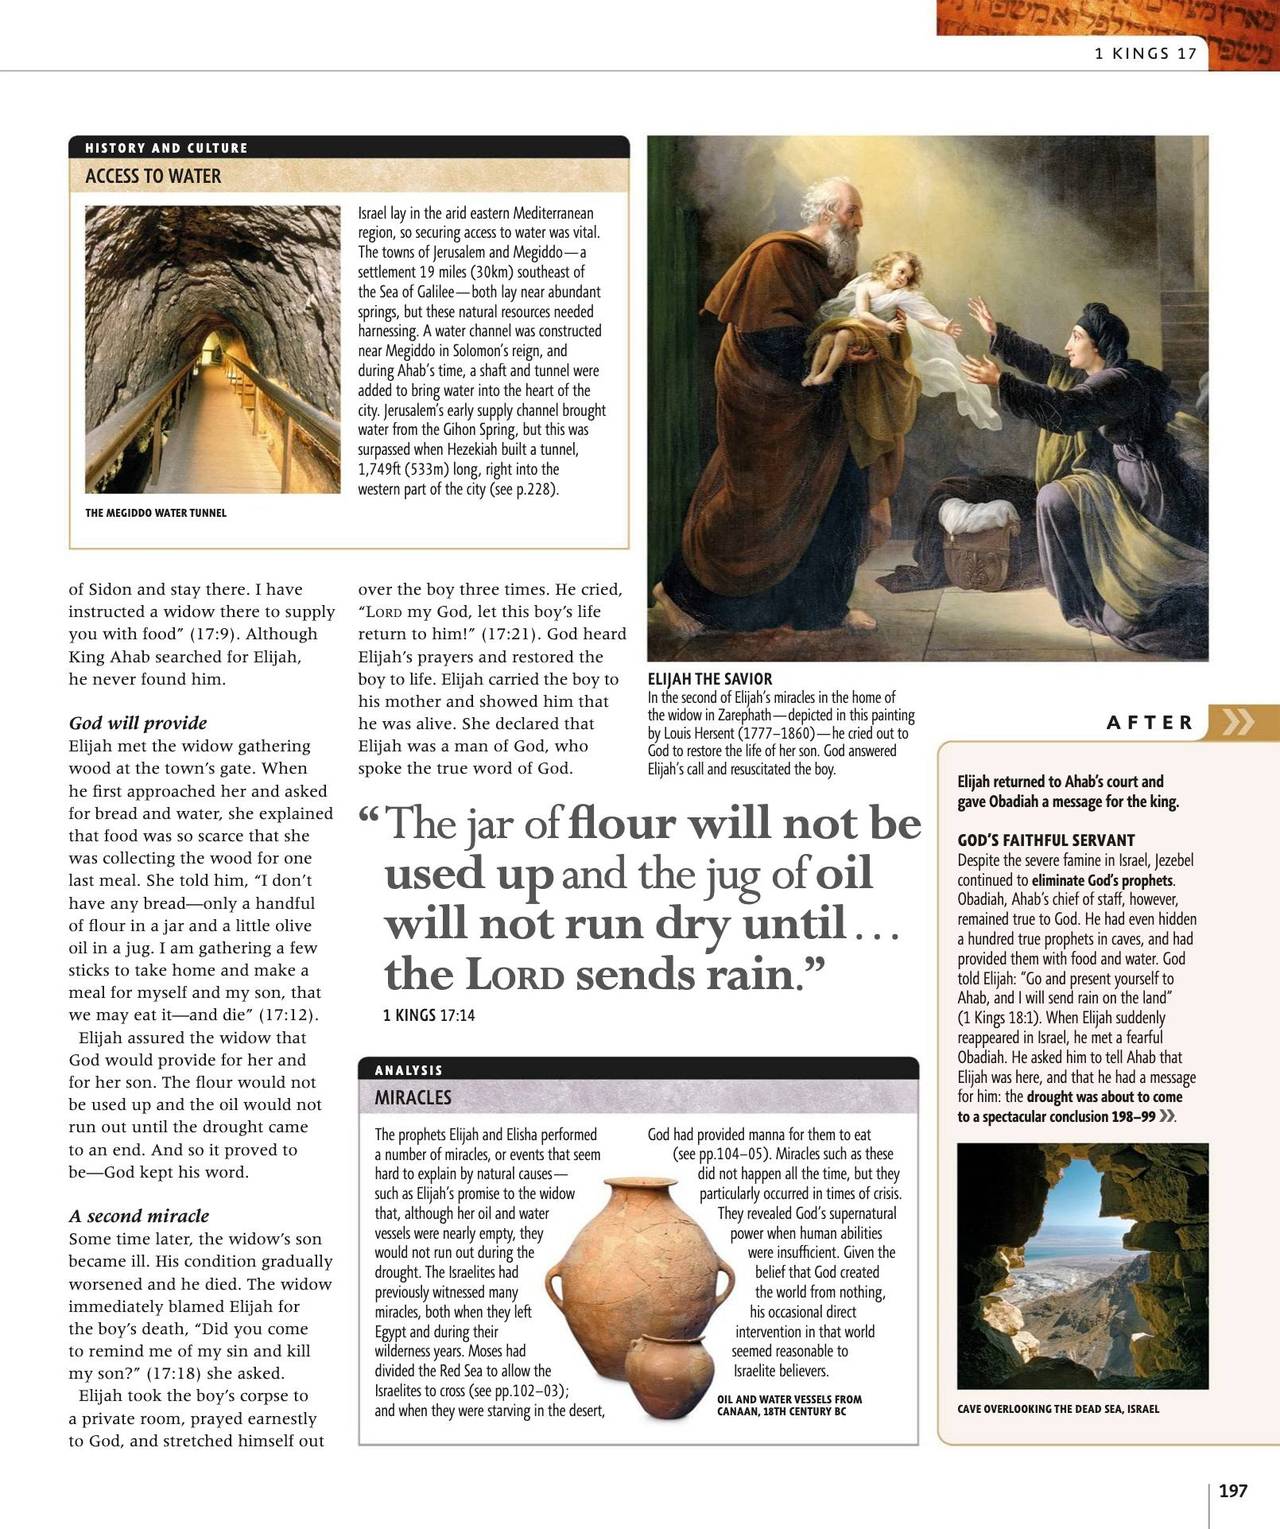 1 KINGS 17
HISTORY AND CULTURE
ACCESS TO WATER
Israel lay in the arid eastern Mediterranean
region, so securing access to water was vital.
The towns of Jerusalem and Megiddo—a
settlement 19 miles (30km) southeast of
the Sea of Galilee—both lay near abundant
springs, but these natural resources needed
harnessing. A water channel was constructed
near Megiddo in Solomon's reign, and
during Ahab's time, a shaft and tunnel were
added to bring water into the heart of the
city. Jerusalem's early supply channel brought
water from the Gihon Spring, but this was
surpassed when Hezekiah built a tunnel,
1,749ft (533m) long, right into the
western part of the city (see p.228).
THE MEGIDDO WATER TUNNEL
of Sidon and stay there. I have
instructed a widow there to supply
you with food” (17:9). Although
King Ahab searched for Elijah,
he never found him.
God will provide
Elijah met the widow gathering
wood at the town's gate. When
he first approached her and asked
for bread and water, she explained
that food was so scarce that she
was collecting the wood for one
last meal. She told him, “I don't
have any bread—only a handful
of flour in a jar and a little olive
oil in a jug. I am gathering a few
sticks to take home and make a
meal for myself and my son, that
we may eat it—and die” (17:12).
Elijah assured the widow that
God would provide for her and
for her son. The flour would not
be used up and the oil would not
run out until the drought came
to an end. And so it proved to
be—God kept his word.
A second miracle
Some time later, the widow's son
became ill. His condition gradually
worsened and he died. The widow
immediately blamed Elijah for
the boy's death, “Did you come
to remind me of my sin and kill
my son?” (17:18) she asked.
Elijah took the boy's corpse to
a private room, prayed earnestly
to God, and stretched himself out
over the boy three times. He cried,
“LORD my God, let this boy's life
return to him!” (17:21). God heard
Elijah's prayers and restored the
boy to life. Elijah carried the boy to
his mother and showed him that
he was alive. She declared that
Elijah was a man of God, who
spoke the true word of God.
ELIJAH THE SAVIOR
In the second of Elijah's miracles in the home of
the widow in Zarephath—depicted in this painting
by Louis Hersent (1777–1860)—he cried out to
God to restore the life of her son. God answered
Elijah's call and resuscitated the boy.
“The jar of flour will not be
used up and the jug of oil
will not run dry until...
the LORD sends rain.”
1 KINGS 17:14
ANALYSIS
MIRACLES
The prophets Elijah and Elisha performed
a number of miracles, or events that seem
hard to explain by natural causes—
such as Elijah's promise to the widow
that, although her oil and water
vessels were nearly empty, they
would not run out during the
drought. The Israelites had
previously witnessed many
miracles, both when they left
Egypt and during their
wilderness years. Moses had
divided the Red Sea to allow the
Israelites to cross (see pp.102–03);
and when they were starving in the desert,
God had provided manna for them to eat
(see pp.104–05). Miracles such as these
did not happen all the time, but they
particularly occurred in times of crisis.
They revealed God's supernatural
power when human abilities
were insufficient. Given the
belief that God created
the world from nothing,
his occasional direct
intervention in that world
seemed reasonable to
Israelite believers.
OIL AND WATER VESSELS FROM
CANAAN, 18TH CENTURY BC
AFTER »
Elijah returned to Ahab's court and
gave Obadiah a message for the king.
GOD'S FAITHFUL SERVANT
Despite the severe famine in Israel, Jezebel
continued to eliminate God's prophets.
Obadiah, Ahab's chief of staff, however,
remained true to God. He had even hidden
a hundred true prophets in caves, and had
provided them with food and water. God
told Elijah: “Go and present yourself to
Ahab, and I will send rain on the land”
(1 Kings 18:1). When Elijah suddenly
reappeared in Israel, he met a fearful
Obadiah. He asked him to tell Ahab that
Elijah was here, and that he had a message
for him: the drought was about to come
to a spectacular conclusion 198–99 ».
CAVE OVERLOOKING THE DEAD SEA, ISRAEL
197